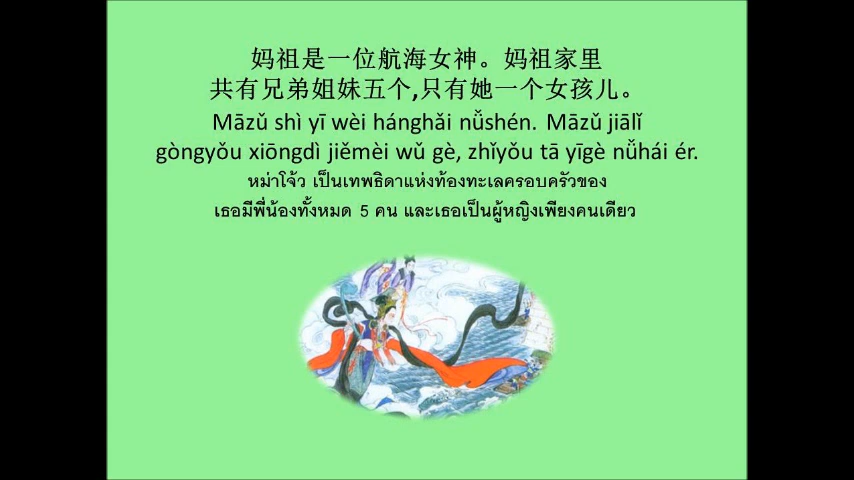 妈祖是一位航海女神。妈祖家里
共有兄弟姐妹五个,只有她一个女孩儿。
Māzǔ shì yī wèi hánghǎi nǚshén. Māzǔ jiālǐ
gòngyǒu xiōngdì jiěmèi wǔ gè, zhǐyǒu tā yīgè nǚhái ér.
หม่าโจ้ว เป็นเทพธิดาแห่งท้องทะเลครอบครัวของ
เธอมีพี่น้องทั้งหมด 5 คน และเธอเป็นผู้หญิงเพียงคนเดียว